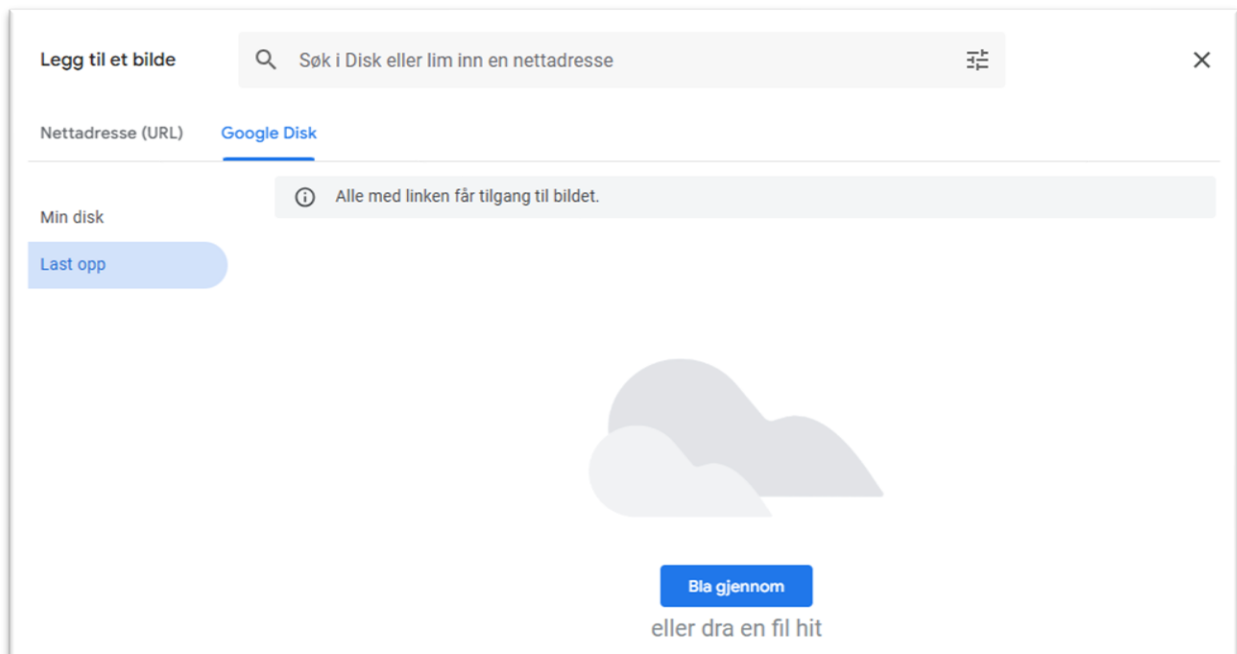 Legg til et bilde
Søk i Disk eller lim inn en nettadresse
Nettadresse (URL)
Google Disk
Min disk
Last opp
Alle med linken får tilgang til bildet.
Bla gjennom
eller dra en fil hit